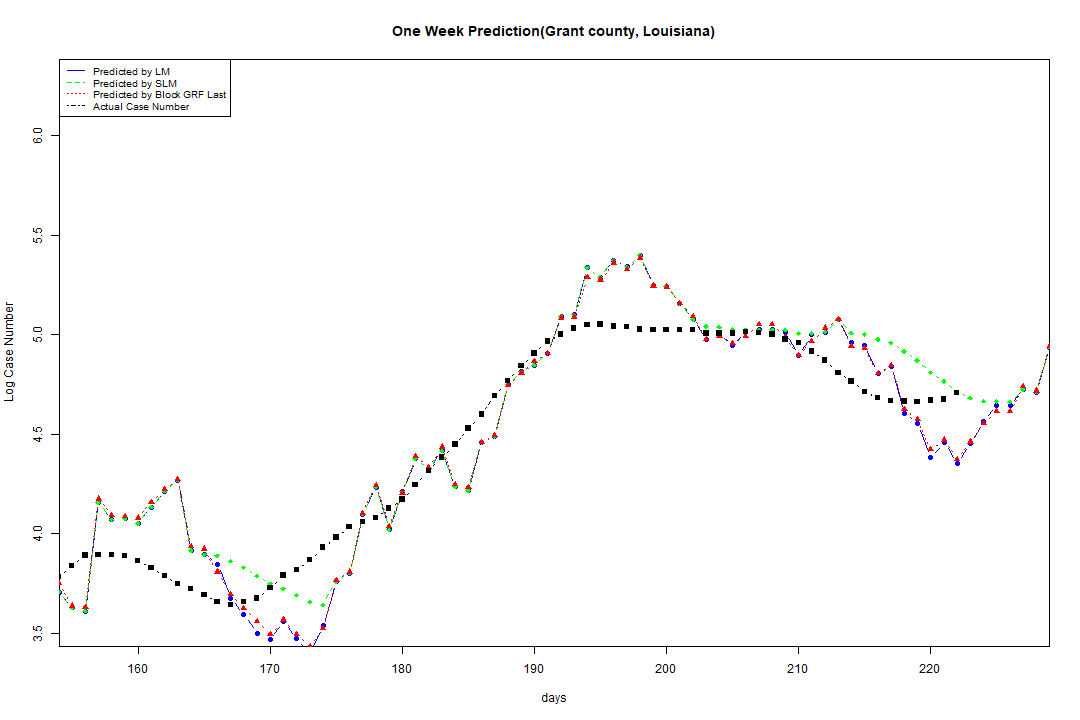 One Week Prediction(Grant county, Louisiana)
Predicted by LM
Predicted by SLM
Predicted by Block GRF Last
Actual Case Number
6.0
5.5
5.0
4.5
4.0
3.5
Log Case Number
160 170 180 190 200 210 220
days